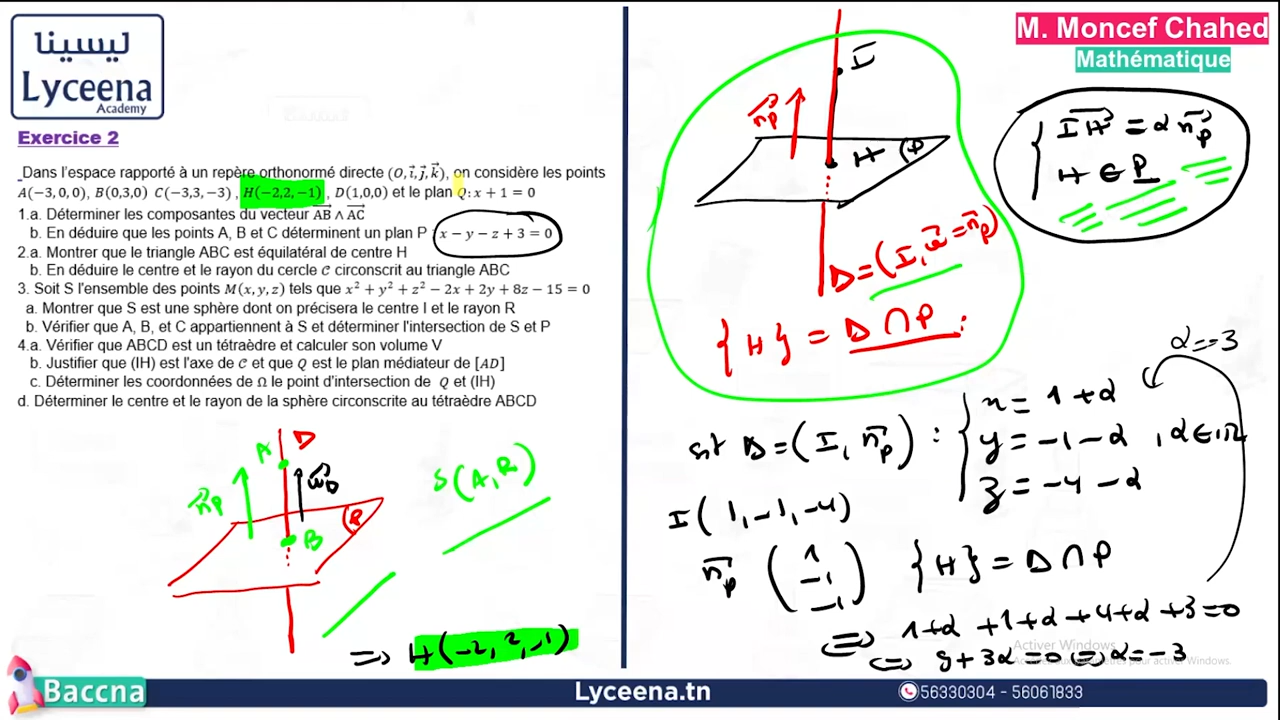 ليسينا
Lyceena
Academy
M. Moncef Chahed
Mathématique
Exercice 2
Dans l'espace rapporté à un repère orthonormé directe (O, i⃗, j⃗, k⃗), on considère les points
A(−3,0,0), B(0,3,0) C(−3,3,−3) , H(−2,2,−1) , D(1,0,0) et le plan Q: x + 1 = 0
1.a. Déterminer les composantes du vecteur AB⃗ ∧ AC⃗
b. En déduire que les points A, B et C déterminent un plan P : x − y − z + 3 = 0
2.a. Montrer que le triangle ABC est équilatéral de centre H
b. En déduire le centre et le rayon du cercle 𝒞 circonscrit au triangle ABC
3. Soit S l'ensemble des points M(x, y, z) tels que x² + y² + z² − 2x + 2y + 8z − 15 = 0
a. Montrer que S est une sphère dont on précisera le centre I et le rayon R
b. Vérifier que A, B, et C appartiennent à S et déterminer l'intersection de S et P
4.a. Vérifier que ABCD est un tétraèdre et calculer son volume V
b. Justifier que (IH) est l'axe de 𝒞 et que Q est le plan médiateur de [AD]
c. Déterminer les coordonnées de Ω le point d'intersection de Q et (IH)
d. Déterminer le centre et le rayon de la sphère circonscrite au tétraèdre ABCD
A D
n⃗p u⃗D
(P)
B
S(A,R)
=> H(-2, 2, -1)
I
n⃗p
H (P)
IH⃗ = α n⃗p
H ∈ P
Δ = (I, u⃗ = n⃗p)
{H} = Δ ∩ P :
α = -3
Δ = (I, n⃗p) :
x = 1 + α
y = -1 - α , α ∈ IR
z = -4 - α
I(1, -1, -4)
n⃗p
1
-1
-1
{H} = Δ ∩ P
<=> 1+α +1+α +4+α +3=0
<=> 9 + 3α = 0 <=> α = -3
Activer Windows
Baccna
Lyceena.tn
56330304 - 56061833